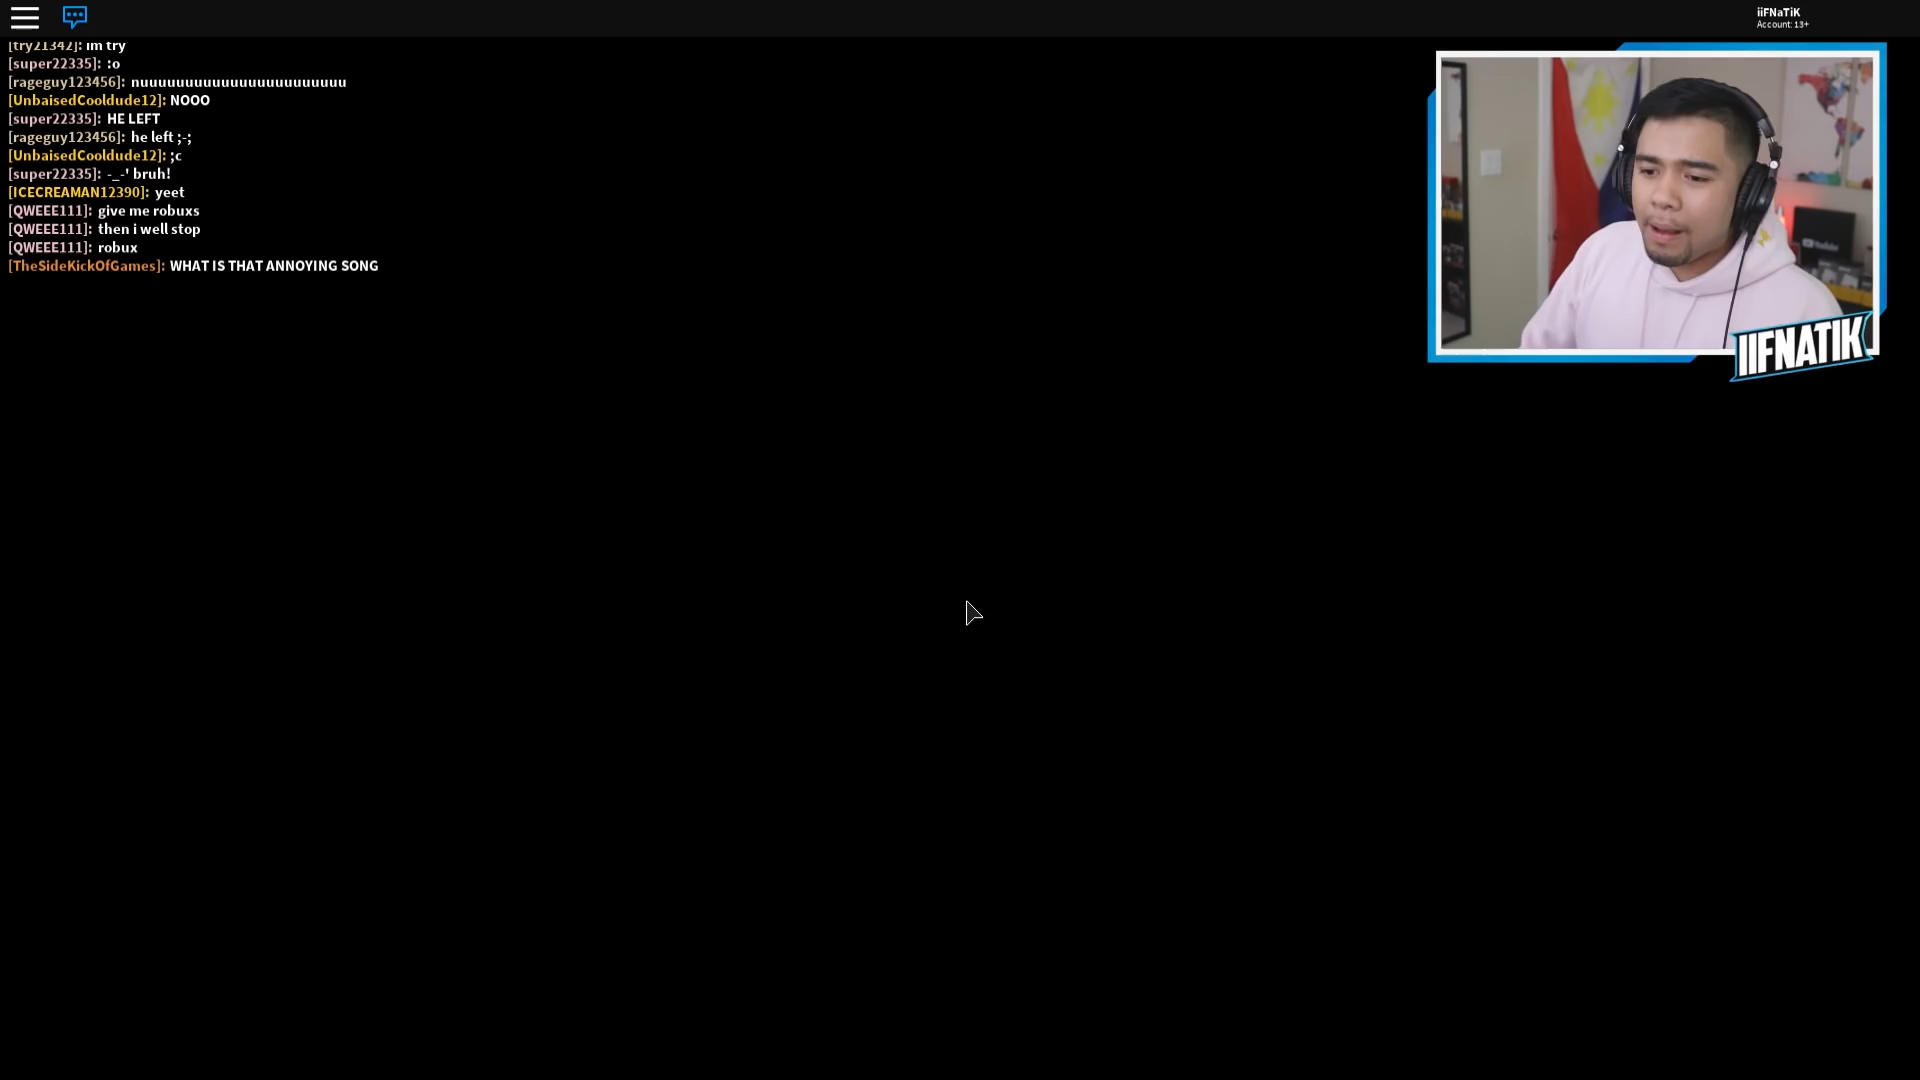 iiFNaTiK
Account: 13+
[try21342]: im try
[super22335]: :o
[rageguy123456]: nuuuuuuuuuuuuuuuuuuuuuuuu
[UnbaisedCooldude12]: NOOO
[super22335]: HE LEFT
[rageguy123456]: he left ;-;
[UnbaisedCooldude12]: ;c
[super22335]: -_-' bruh!
[ICECREAMAN12390]: yeet
[QWEEE111]: give me robuxs
[QWEEE111]: then i well stop
[QWEEE111]: robux
[TheSideKickOfGames]: WHAT IS THAT ANNOYING SONG
YouTube
IIFNATIK